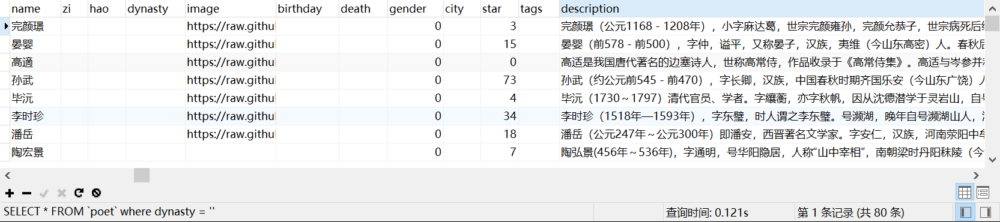 name zi hao dynasty image birthday death gender city star tags description
完颜璟 https://raw.githu 0 3 完颜璟（公元1168－1208年），小字麻达葛，世宗完颜雍孙，完颜允恭子，世宗病死后
晏婴 https://raw.githu 0 15 晏婴（前578－前500），字仲，谥平，又称晏子，汉族，夷维（今山东高密）人。春秋后
高適 https://raw.githu 0 0 高适是我国唐代著名的边塞诗人，世称高常侍，作品收录于《高常侍集》。高适与岑参并
孙武 https://raw.githu 0 73 孙武（约公元前545－前470），字长卿，汉族，中国春秋时期齐国乐安（今山东广饶）人
毕沅 https://raw.githu 0 4 毕沅（1730～1797）清代官员、学者。字纕蘅，亦字秋帆，因从沈德潜学于灵岩山，自号
李时珍 https://raw.githu 0 34 李时珍（1518年—1593年），字东璧，时人谓之李东璧。号濒湖，晚年自号濒湖山人，
潘岳 https://raw.githu 0 18 潘岳（公元247年～公元300年）即潘安，西晋著名文学家。字安仁，汉族，河南荥阳中牟
陶宏景 0 7 陶弘景(456年～536年)，字通明，号华阳隐居，人称“山中宰相”，南朝梁时丹阳秣陵（今
SELECT * FROM `poet` where dynasty = '' 查询时间: 0.121s 第 1 条记录 (共 80 条)